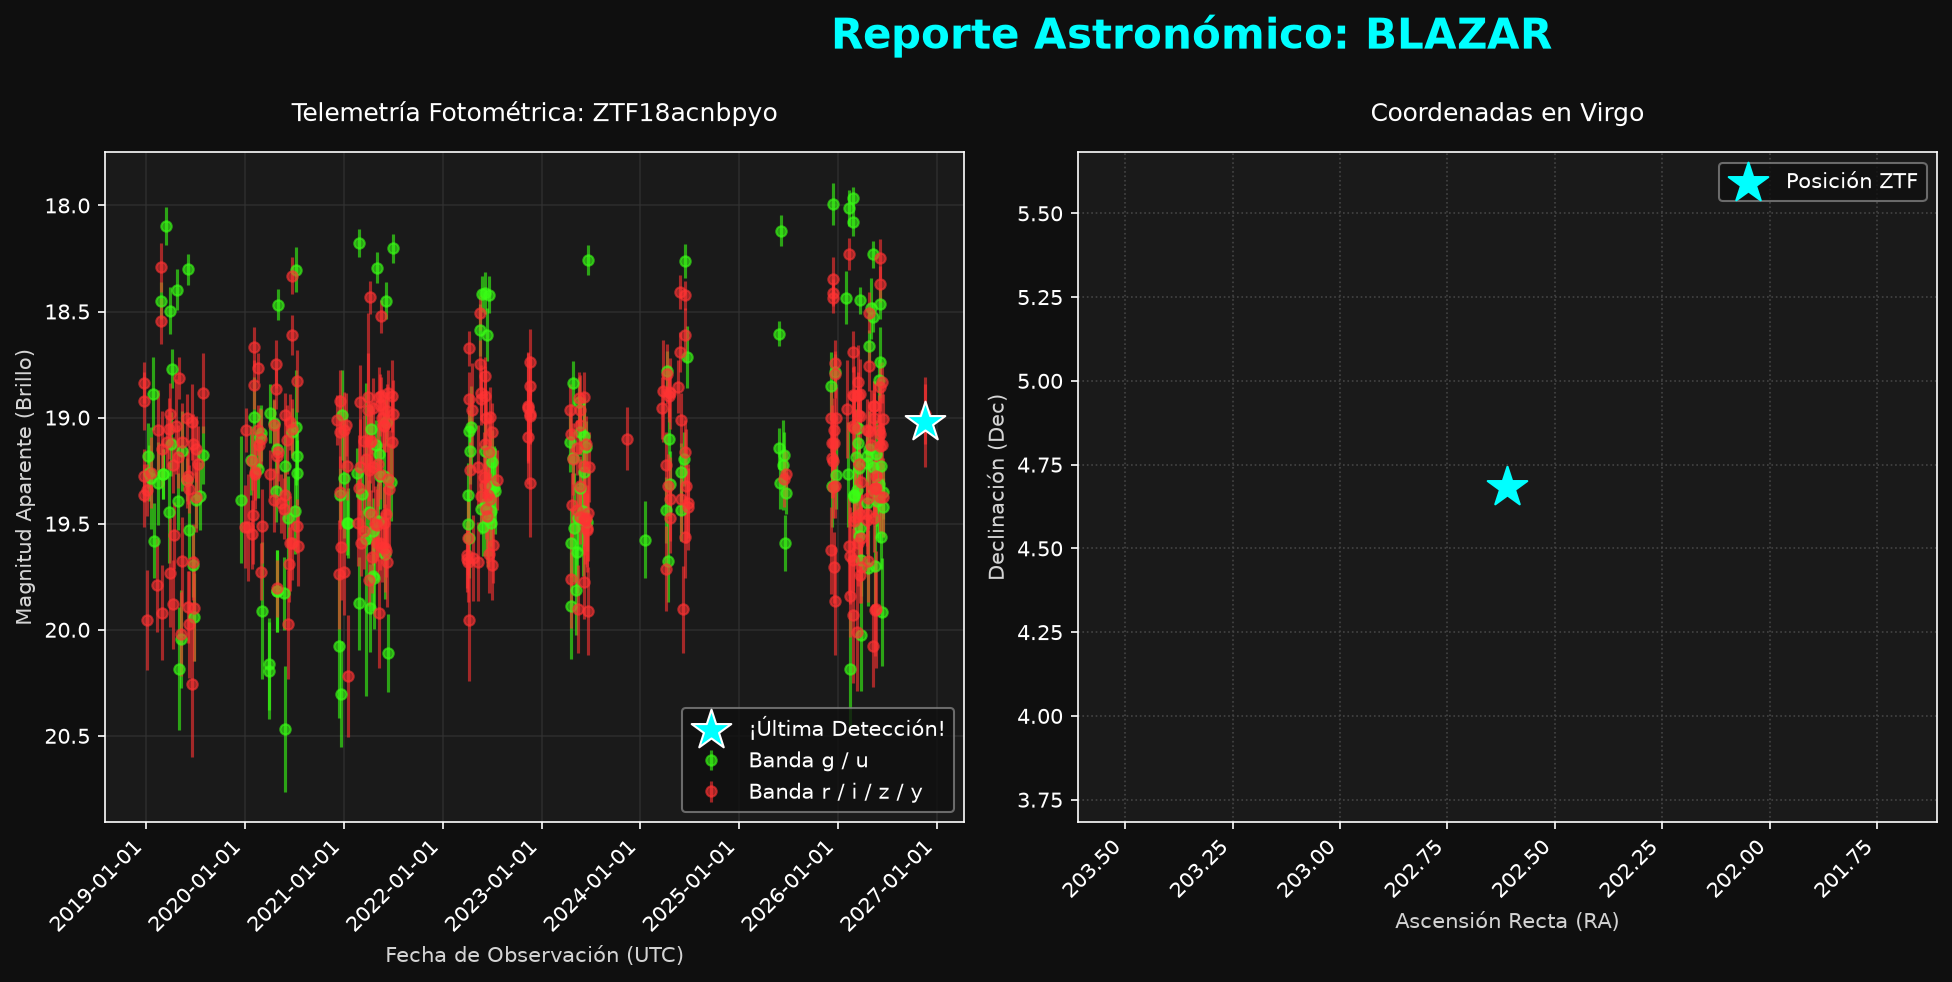 Reporte Astronómico: BLAZAR
Telemetría Fotométrica: ZTF18acnbpyo
Magnitud Aparente (Brillo)
18.0
18.5
19.0
19.5
20.0
20.5
¡Última Detección!
Banda g / u
Banda r / i / z / y
2019-01-01
2020-01-01
2021-01-01
2022-01-01
2023-01-01
2024-01-01
2025-01-01
2026-01-01
2027-01-01
Fecha de Observación (UTC)
Coordenadas en Virgo
Posición ZTF
Declinación (Dec)
5.50
5.25
5.00
4.75
4.50
4.25
4.00
3.75
203.50
203.25
203.00
202.75
202.50
202.25
202.00
201.75
Ascensión Recta (RA)